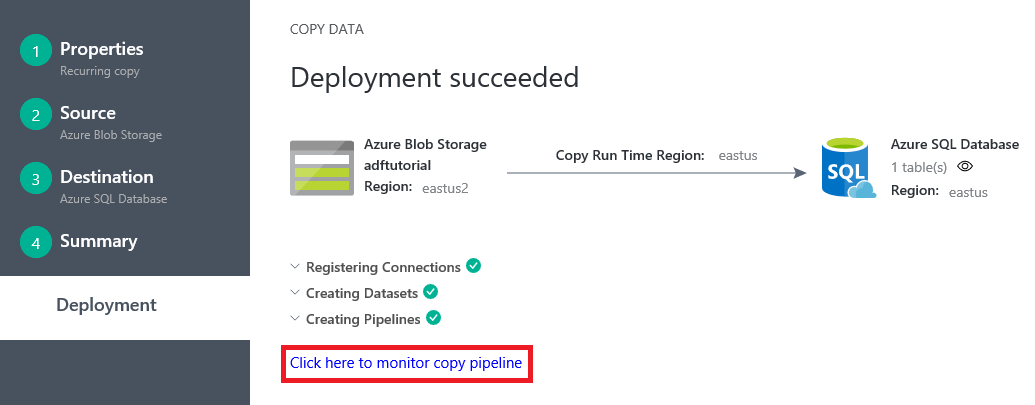 1 Properties
Recurring copy
2 Source
Azure Blob Storage
3 Destination
Azure SQL Database
4 Summary
Deployment
COPY DATA
Deployment succeeded
Azure Blob Storage
adftutorial
Region: eastus2
Copy Run Time Region: eastus
SQL
Azure SQL Database
1 table(s)
Region: eastus
Registering Connections
Creating Datasets
Creating Pipelines
Click here to monitor copy pipeline